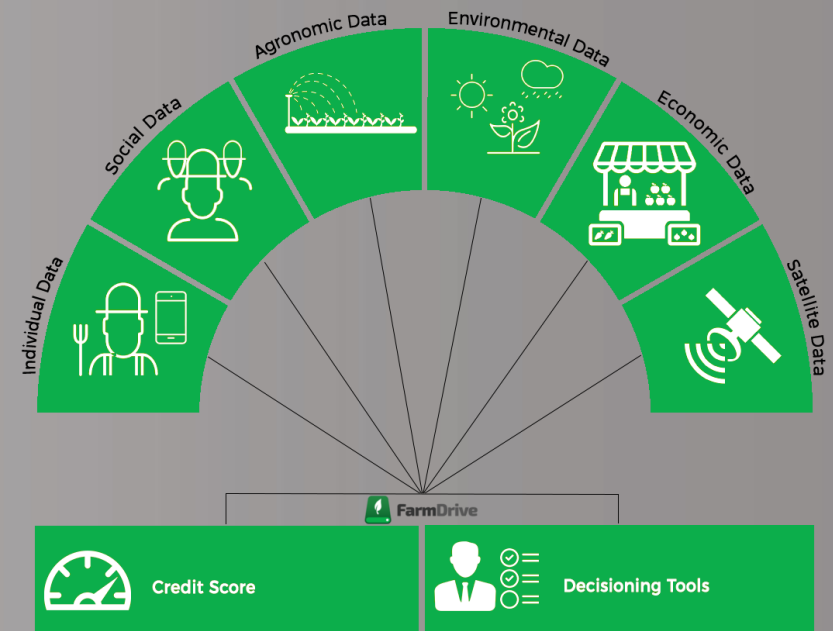 Individual Data
Social Data
Agronomic Data
Environmental Data
Economic Data
Satellite Data
FarmDrive
Credit Score
Decisioning Tools